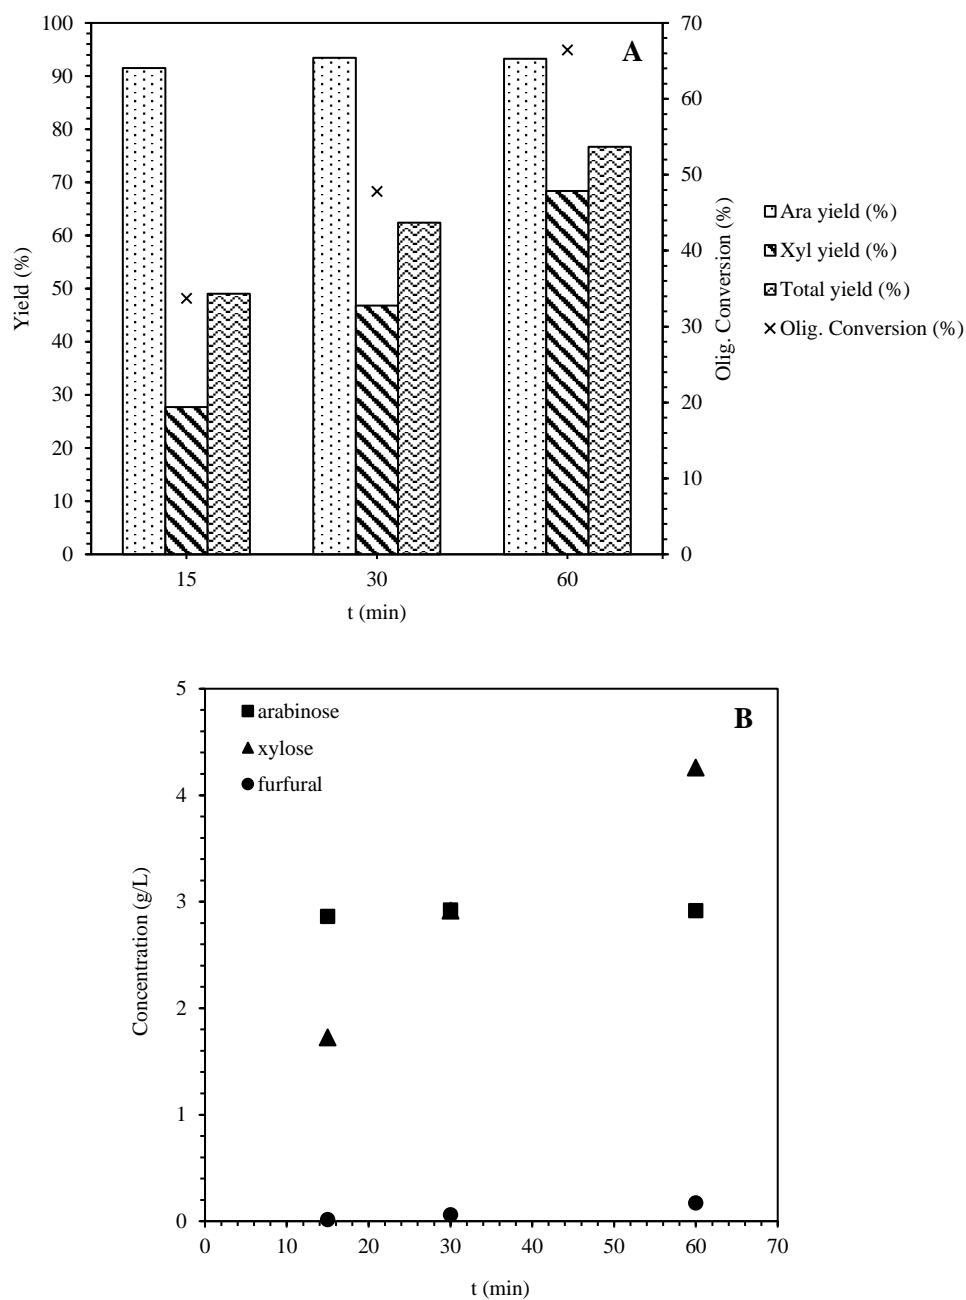 A
100
90
80
70
60
50
40
30
20
10
0
Yield (%)
70
60
50
40
30
20
10
0
Olig. Conversion (%)
15 30 60
t (min)
Ara yield (%)
Xyl yield (%)
Total yield (%)
Olig. Conversion (%)
B
arabinose
xylose
furfural
5
4
3
2
1
0
Concentration (g/L)
0 10 20 30 40 50 60 70
t (min)